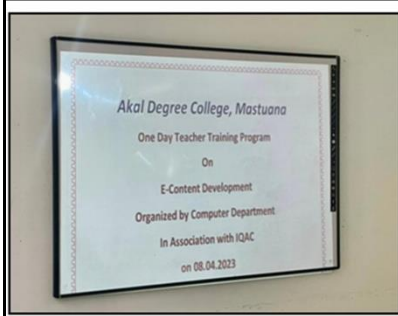 Akal Degree College, Mastuana
One Day Teacher Training Program
On
E-Content Development
Organized by Computer Department
In Association with IQAC
on 08.04.2023